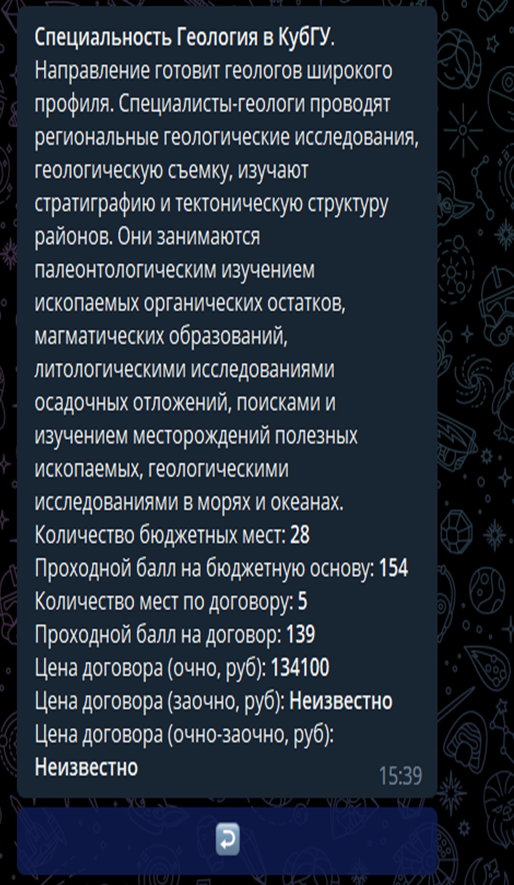 Специальность Геология в КубГУ.
Направление готовит геологов широкого
профиля. Специалисты-геологи проводят
региональные геологические исследования,
геологическую съемку, изучают
стратиграфию и тектоническую структуру
районов. Они занимаются
палеонтологическим изучением
ископаемых органических остатков,
магматических образований,
литологическими исследованиями
осадочных отложений, поисками и
изучением месторождений полезных
ископаемых, геологическими
исследованиями в морях и океанах.
Количество бюджетных мест: 28
Проходной балл на бюджетную основу: 154
Количество мест по договору: 5
Проходной балл на договор: 139
Цена договора (очно, руб): 134100
Цена договора (заочно, руб): Неизвестно
Цена договора (очно-заочно, руб):
Неизвестно
15:39